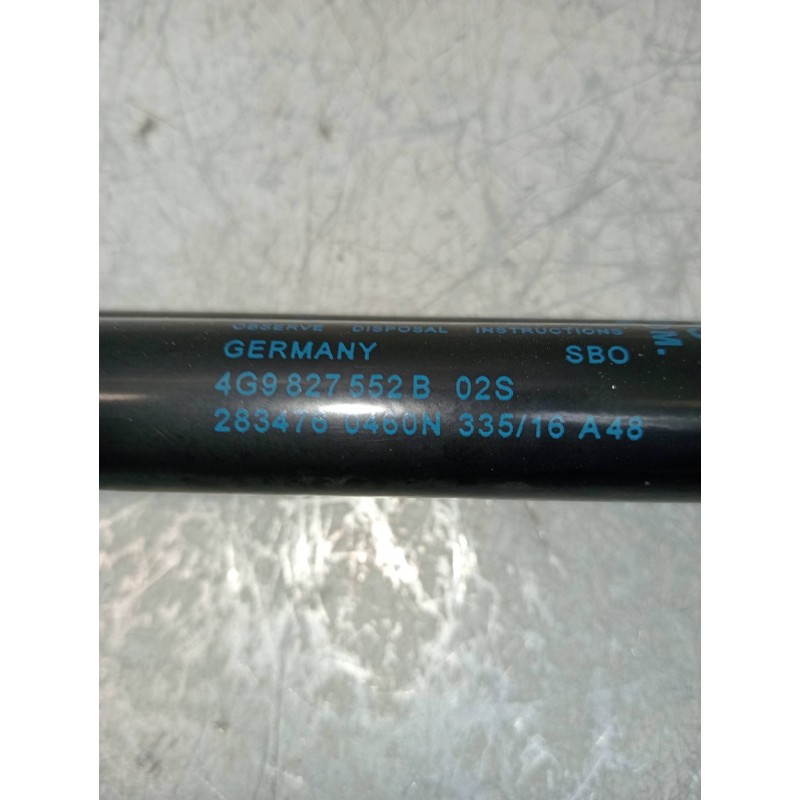 OBSERVE DISPOSAL INSTRUCTIONS
GERMANY SBO
4G9 827 552 B 02S
283476 0460N 335/16 A48
M.